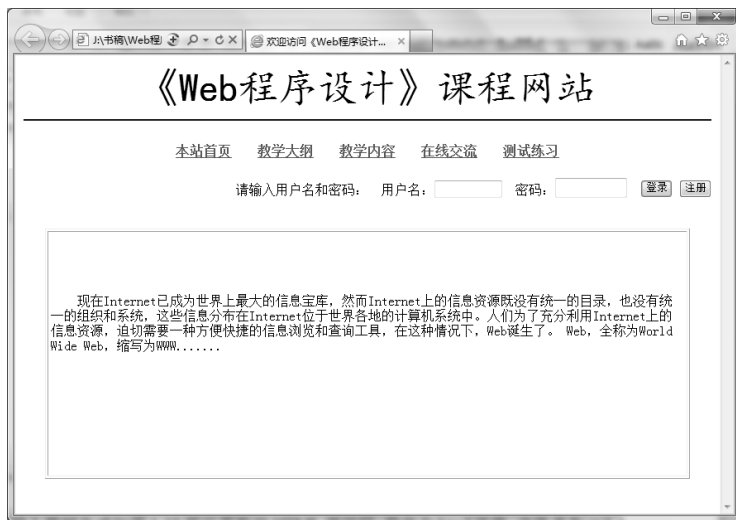 J:\书稿\Web程
欢迎访问《Web程序设计...
《Web程序设计》课程网站
本站首页 教学大纲 教学内容 在线交流 测试练习
请输入用户名和密码： 用户名： 密码： 登录 注册
现在Internet已成为世界上最大的信息宝库，然而Internet上的信息资源既没有统一的目录，也没有统
一的组织和系统，这些信息分布在Internet位于世界各地的计算机系统中。人们为了充分利用Internet上的
信息资源，迫切需要一种方便快捷的信息浏览和查询工具，在这种情况下，Web诞生了。 Web，全称为World
Wide Web，缩写为WWW.......